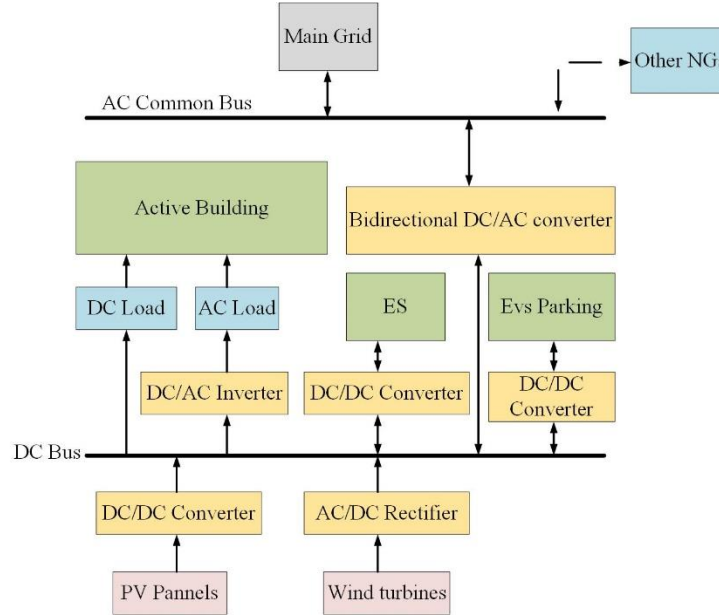 Main Grid
Other NG
AC Common Bus
Active Building
Bidirectional DC/AC converter
DC Load
AC Load
ES
Evs Parking
DC/AC Inverter
DC/DC Converter
DC/DC
Converter
DC Bus
DC/DC Converter
AC/DC Rectifier
PV Pannels
Wind turbines